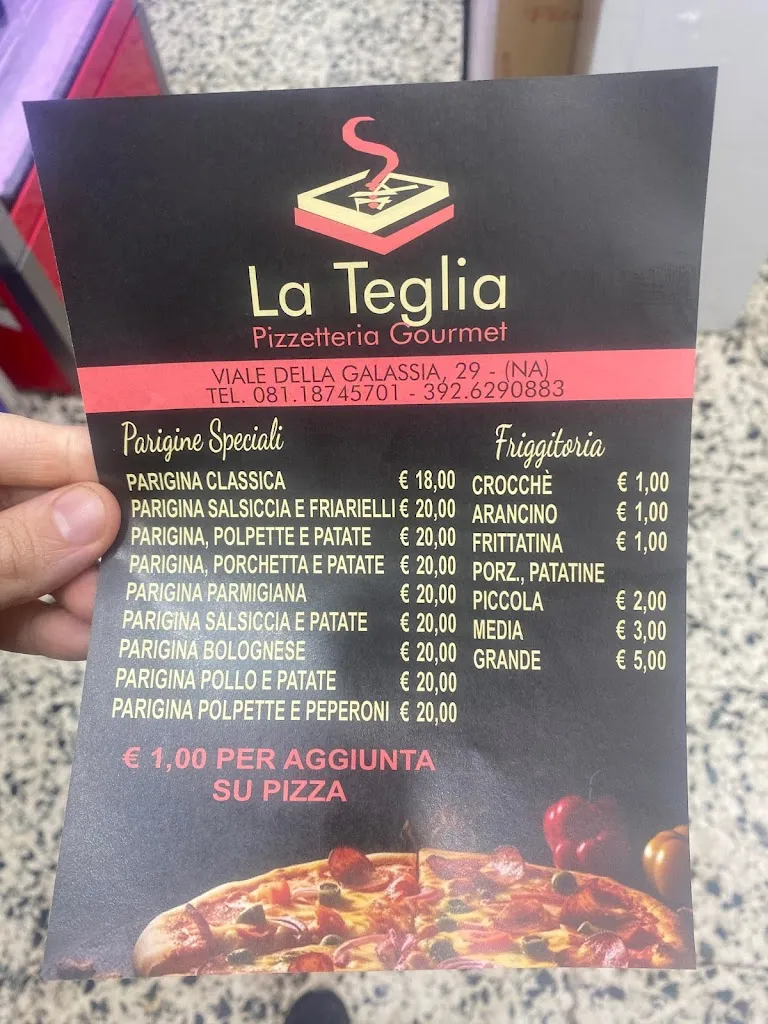 La Teglia
Pizzetteria Gourmet
VIALE DELLA GALASSIA, 29 - (NA)
TEL. 081.18745701 - 392.6290883
Parigine Speciali
PARIGINA CLASSICA € 18,00
PARIGINA SALSICCIA E FRIARIELLI € 20,00
PARIGINA, POLPETTE E PATATE € 20,00
PARIGINA, PORCHETTA E PATATE € 20,00
PARIGINA PARMIGIANA € 20,00
PARIGINA SALSICCIA E PATATE € 20,00
PARIGINA BOLOGNESE € 20,00
PARIGINA POLLO E PATATE € 20,00
PARIGINA POLPETTE E PEPERONI € 20,00
€ 1,00 PER AGGIUNTA
SU PIZZA
Friggitoria
CROCCHÈ € 1,00
ARANCINO € 1,00
FRITTATINA € 1,00
PORZ., PATATINE
PICCOLA € 2,00
MEDIA € 3,00
GRANDE € 5,00